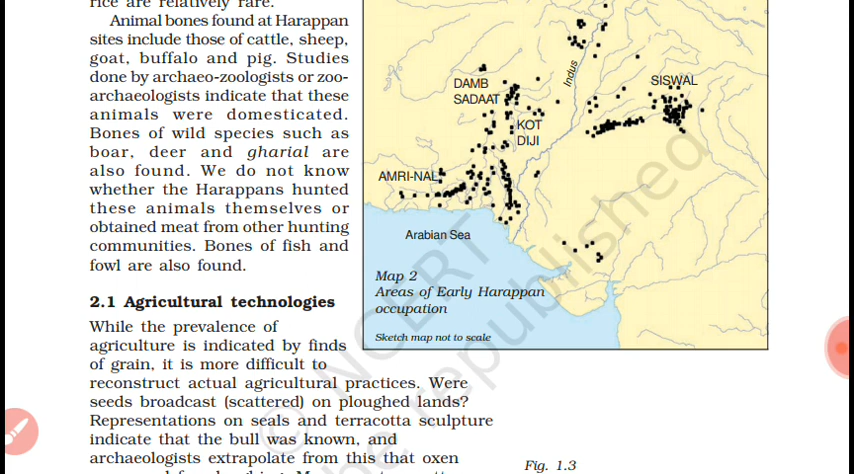 rice are relatively rare.
Animal bones found at Harappan
sites include those of cattle, sheep,
goat, buffalo and pig. Studies
done by archaeo-zoologists or zoo-
archaeologists indicate that these
animals were domesticated.
Bones of wild species such as
boar, deer and gharial are
also found. We do not know
whether the Harappans hunted
these animals themselves or
obtained meat from other hunting
communities. Bones of fish and
fowl are also found.
2.1 Agricultural technologies
While the prevalence of
agriculture is indicated by finds
of grain, it is more difficult to
reconstruct actual agricultural practices. Were
seeds broadcast (scattered) on ploughed lands?
Representations on seals and terracotta sculpture
indicate that the bull was known, and
archaeologists extrapolate from this that oxen
Indus
DAMB
SADAAT
SISWAL
KOT
DIJI
AMRI-NAL
Arabian Sea
Map 2
Areas of Early Harappan
occupation
Sketch map not to scale
Fig. 1.3
© NCERT
be republished